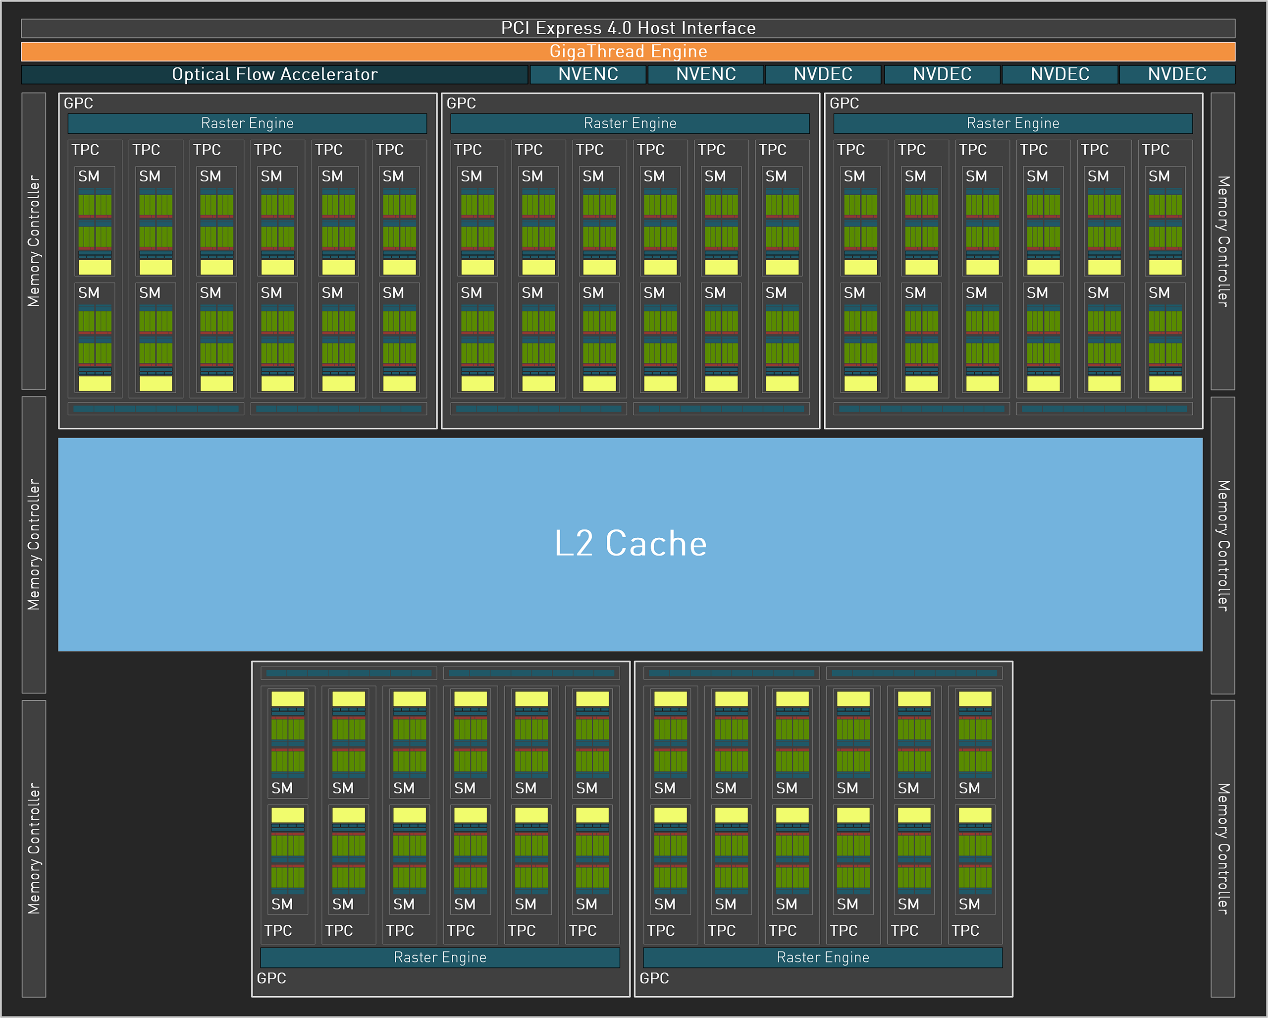 PCI Express 4.0 Host Interface
GigaThread Engine
Optical Flow Accelerator NVENC NVENC NVDEC NVDEC NVDEC NVDEC
GPC GPC GPC
Raster Engine Raster Engine Raster Engine
TPC TPC TPC TPC TPC TPC TPC TPC TPC TPC TPC TPC TPC TPC TPC TPC TPC TPC
SM SM SM SM SM SM SM SM SM SM SM SM SM SM SM SM SM SM
Memory Controller Memory Controller
SM SM SM SM SM SM SM SM SM SM SM SM SM SM SM SM SM SM
L2 Cache
Memory Controller Memory Controller
SM SM SM SM SM SM SM SM SM SM SM SM
Memory Controller Memory Controller
SM SM SM SM SM SM SM SM SM SM SM SM
TPC TPC TPC TPC TPC TPC TPC TPC TPC TPC TPC TPC
Raster Engine Raster Engine
GPC GPC